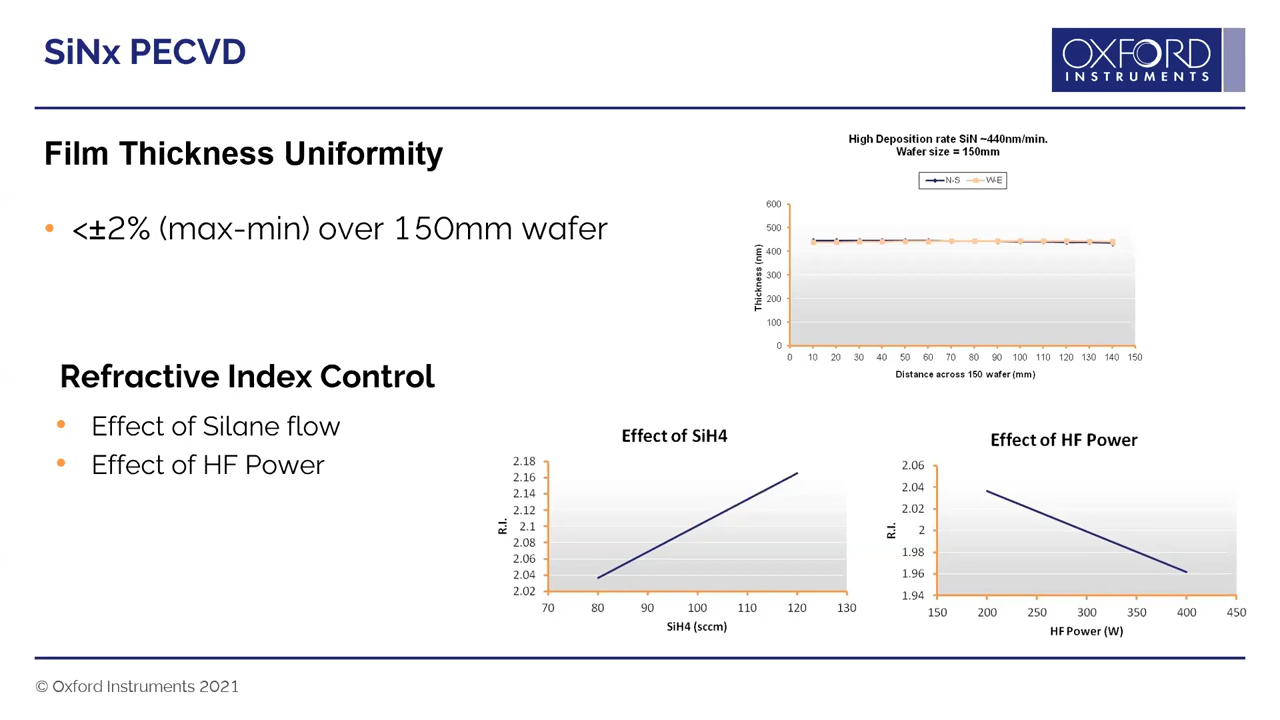 SiNx PECVD
OXFORD
INSTRUMENTS
Film Thickness Uniformity
• <±2% (max-min) over 150mm wafer
High Deposition rate SiN ~440nm/min.
Wafer size = 150mm
N-S W-E
Thickness (nm)
600
500
400
300
200
100
0
0 10 20 30 40 50 60 70 80 90 100 110 120 130 140 150
Distance across 150 wafer (mm)
Refractive Index Control
• Effect of Silane flow
• Effect of HF Power
Effect of SiH4
R.I.
2.18
2.16
2.14
2.12
2.1
2.08
2.06
2.04
2.02
70 80 90 100 110 120 130
SiH4 (sccm)
Effect of HF Power
R.I.
2.06
2.04
2.02
2
1.98
1.96
1.94
150 200 250 300 350 400 450
HF Power (W)
© Oxford Instruments 2021